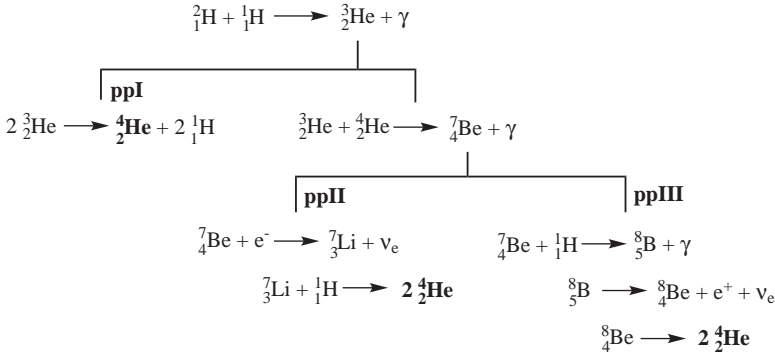 ²₁H + ¹₁H ⟶ ³₂He + γ
ppI
2 ³₂He ⟶ ⁴₂He + 2 ¹₁H
³₂He + ⁴₂He ⟶ ⁷₄Be + γ
ppII
ppIII
⁷₄Be + e⁻ ⟶ ⁷₃Li + νₑ
⁷₄Be + ¹₁H ⟶ ⁸₅B + γ
⁷₃Li + ¹₁H ⟶ 2 ⁴₂He
⁸₅B ⟶ ⁸₄Be + e⁺ + νₑ
⁸₄Be ⟶ 2 ⁴₂He